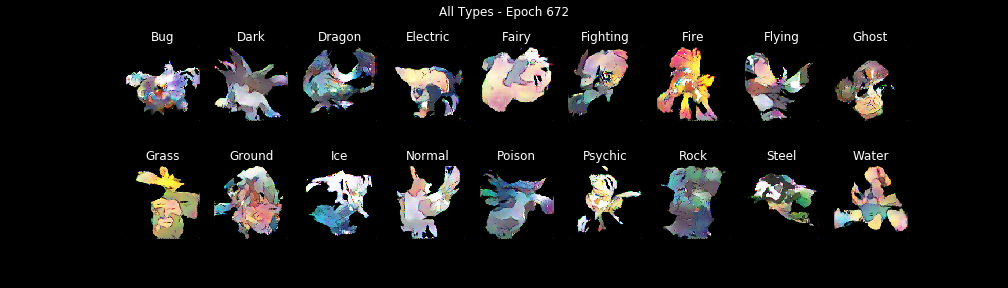 All Types - Epoch 672
Bug Dark Dragon Electric Fairy Fighting Fire Flying Ghost
Grass Ground Ice Normal Poison Psychic Rock Steel Water